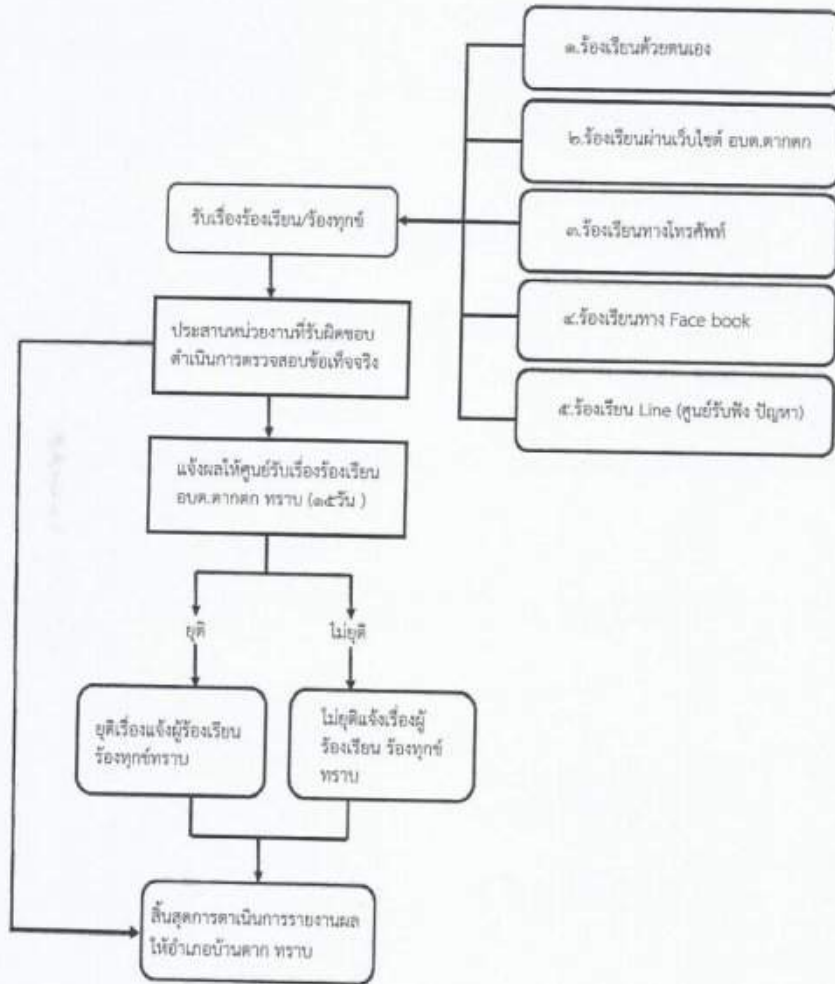 ๑.ร้องเรียนด้วยตนเอง
๒.ร้องเรียนผ่านเว็บไซต์ อบต.ตากตก
รับเรื่องร้องเรียน/ร้องทุกข์
๓.ร้องเรียนทางโทรศัพท์
ประสานหน่วยงานที่รับผิดชอบ
ดำเนินการตรวจสอบข้อเท็จจริง
๔.ร้องเรียนทาง Face book
๕.ร้องเรียน Line (ศูนย์รับฟัง ปัญหา)
แจ้งผลให้ศูนย์รับเรื่องร้องเรียน
อบต.ตากตก ทราบ (๑๕วัน )
ยุติ
ไม่ยุติ
ยุติเรื่องแจ้งผู้ร้องเรียน
ร้องทุกข์ทราบ
ไม่ยุติแจ้งเรื่องผู้
ร้องเรียน ร้องทุกข์
ทราบ
สิ้นสุดการดาเนินการรายงานผล
ให้อำเภอบ้านตาก ทราบ